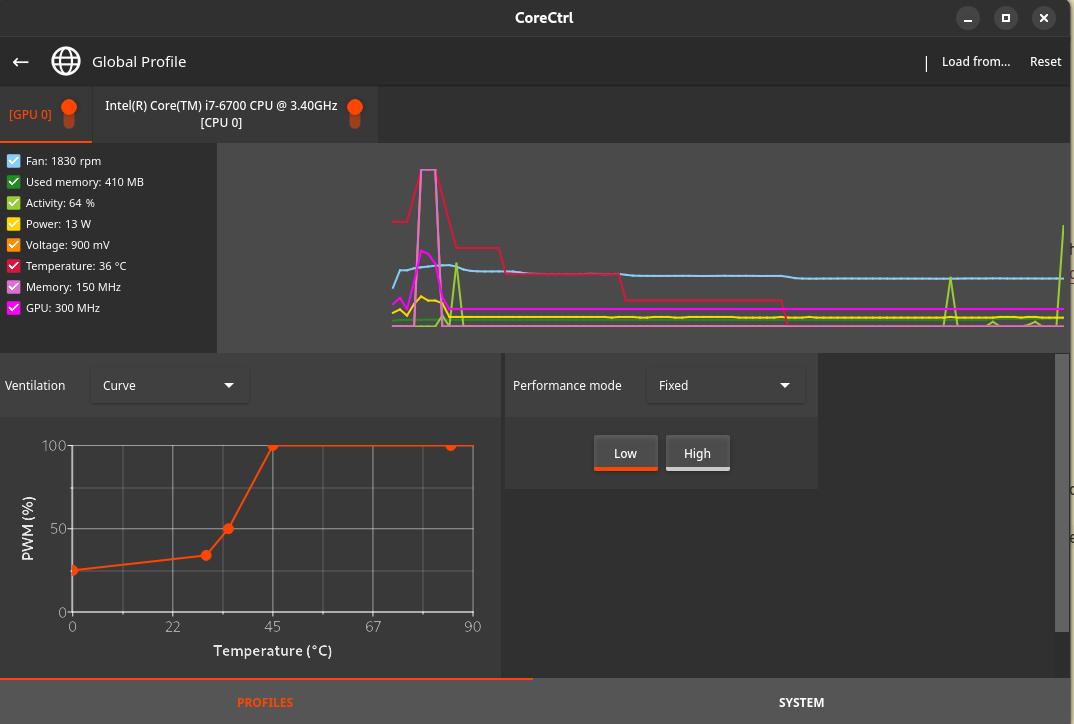 CoreCtrl
Global Profile
Load from...
Reset
[GPU 0]
Intel(R) Core(TM) i7-6700 CPU @ 3.40GHz
[CPU 0]
Fan: 1830 rpm
Used memory: 410 MB
Activity: 64 %
Power: 13 W
Voltage: 900 mV
Temperature: 36 °C
Memory: 150 MHz
GPU: 300 MHz
Ventilation
Curve
Performance mode
Fixed
Low
High
PWM (%)
100
50
0
0
22
45
67
90
Temperature (°C)
PROFILES
SYSTEM